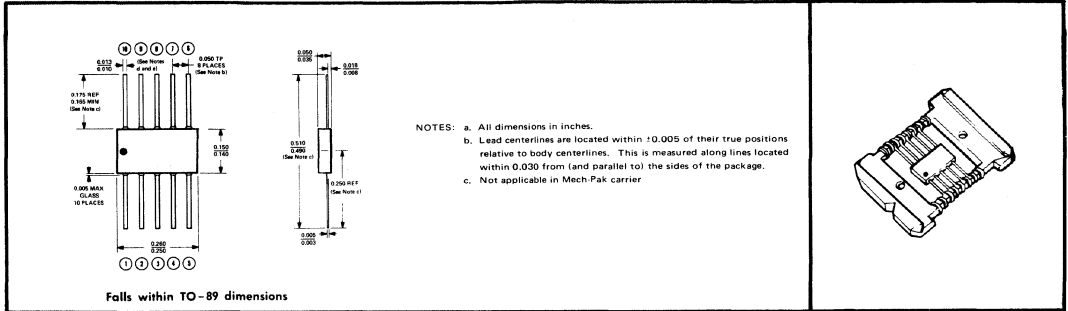 10 9 8 7 6
0.013
0.010
(See Notes
d and e)
0.050 TP
8 PLACES
(See Note b)
0.175 REF
0.165 MIN
(See Note c)
0.150
0.140
0.005 MAX
GLASS
10 PLACES
0.260
0.250
1 2 3 4 5
0.050
0.035
0.018
0.008
0.510
0.490
(See Note c)
0.250 REF
(See Note c)
0.005
0.003
NOTES: a. All dimensions in inches.
b. Lead centerlines are located within ±0.005 of their true positions
relative to body centerlines. This is measured along lines located
within 0.030 from (and parallel to) the sides of the package.
c. Not applicable in Mech-Pak carrier
Falls within TO-89 dimensions